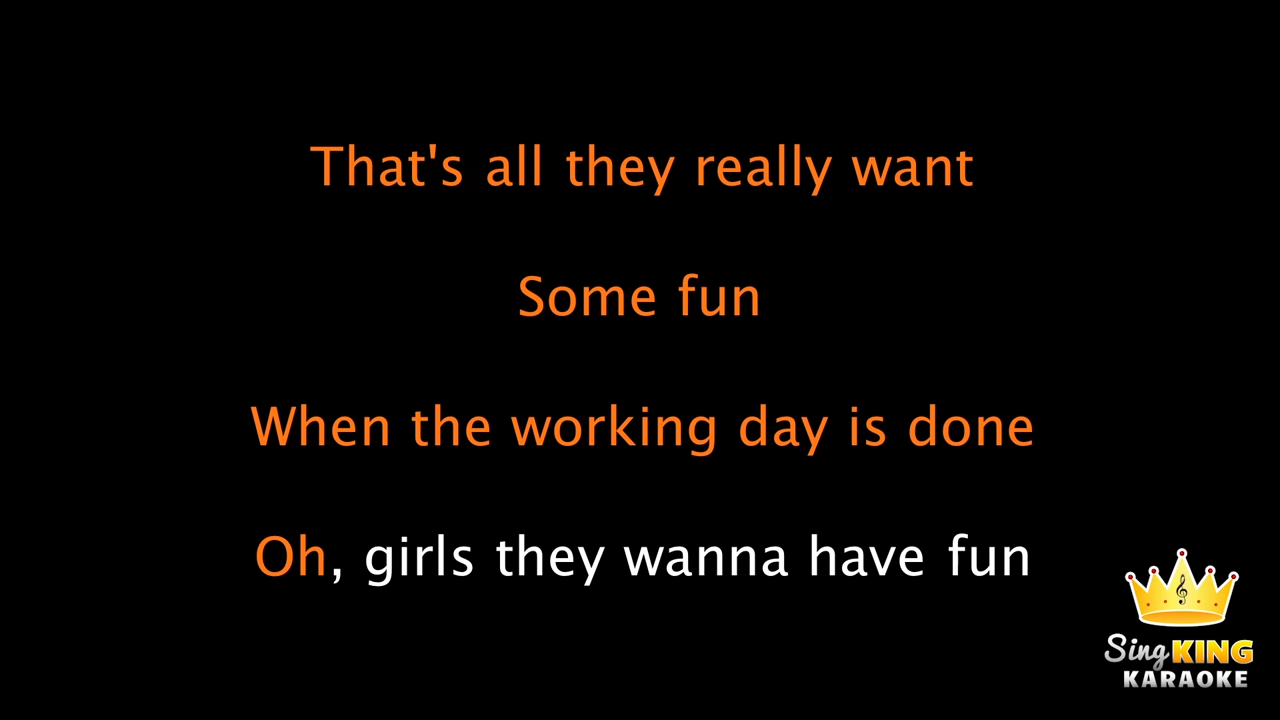 That's all they really want
Some fun
When the working day is done
Oh, girls they wanna have fun
Sing KING
KARAOKE